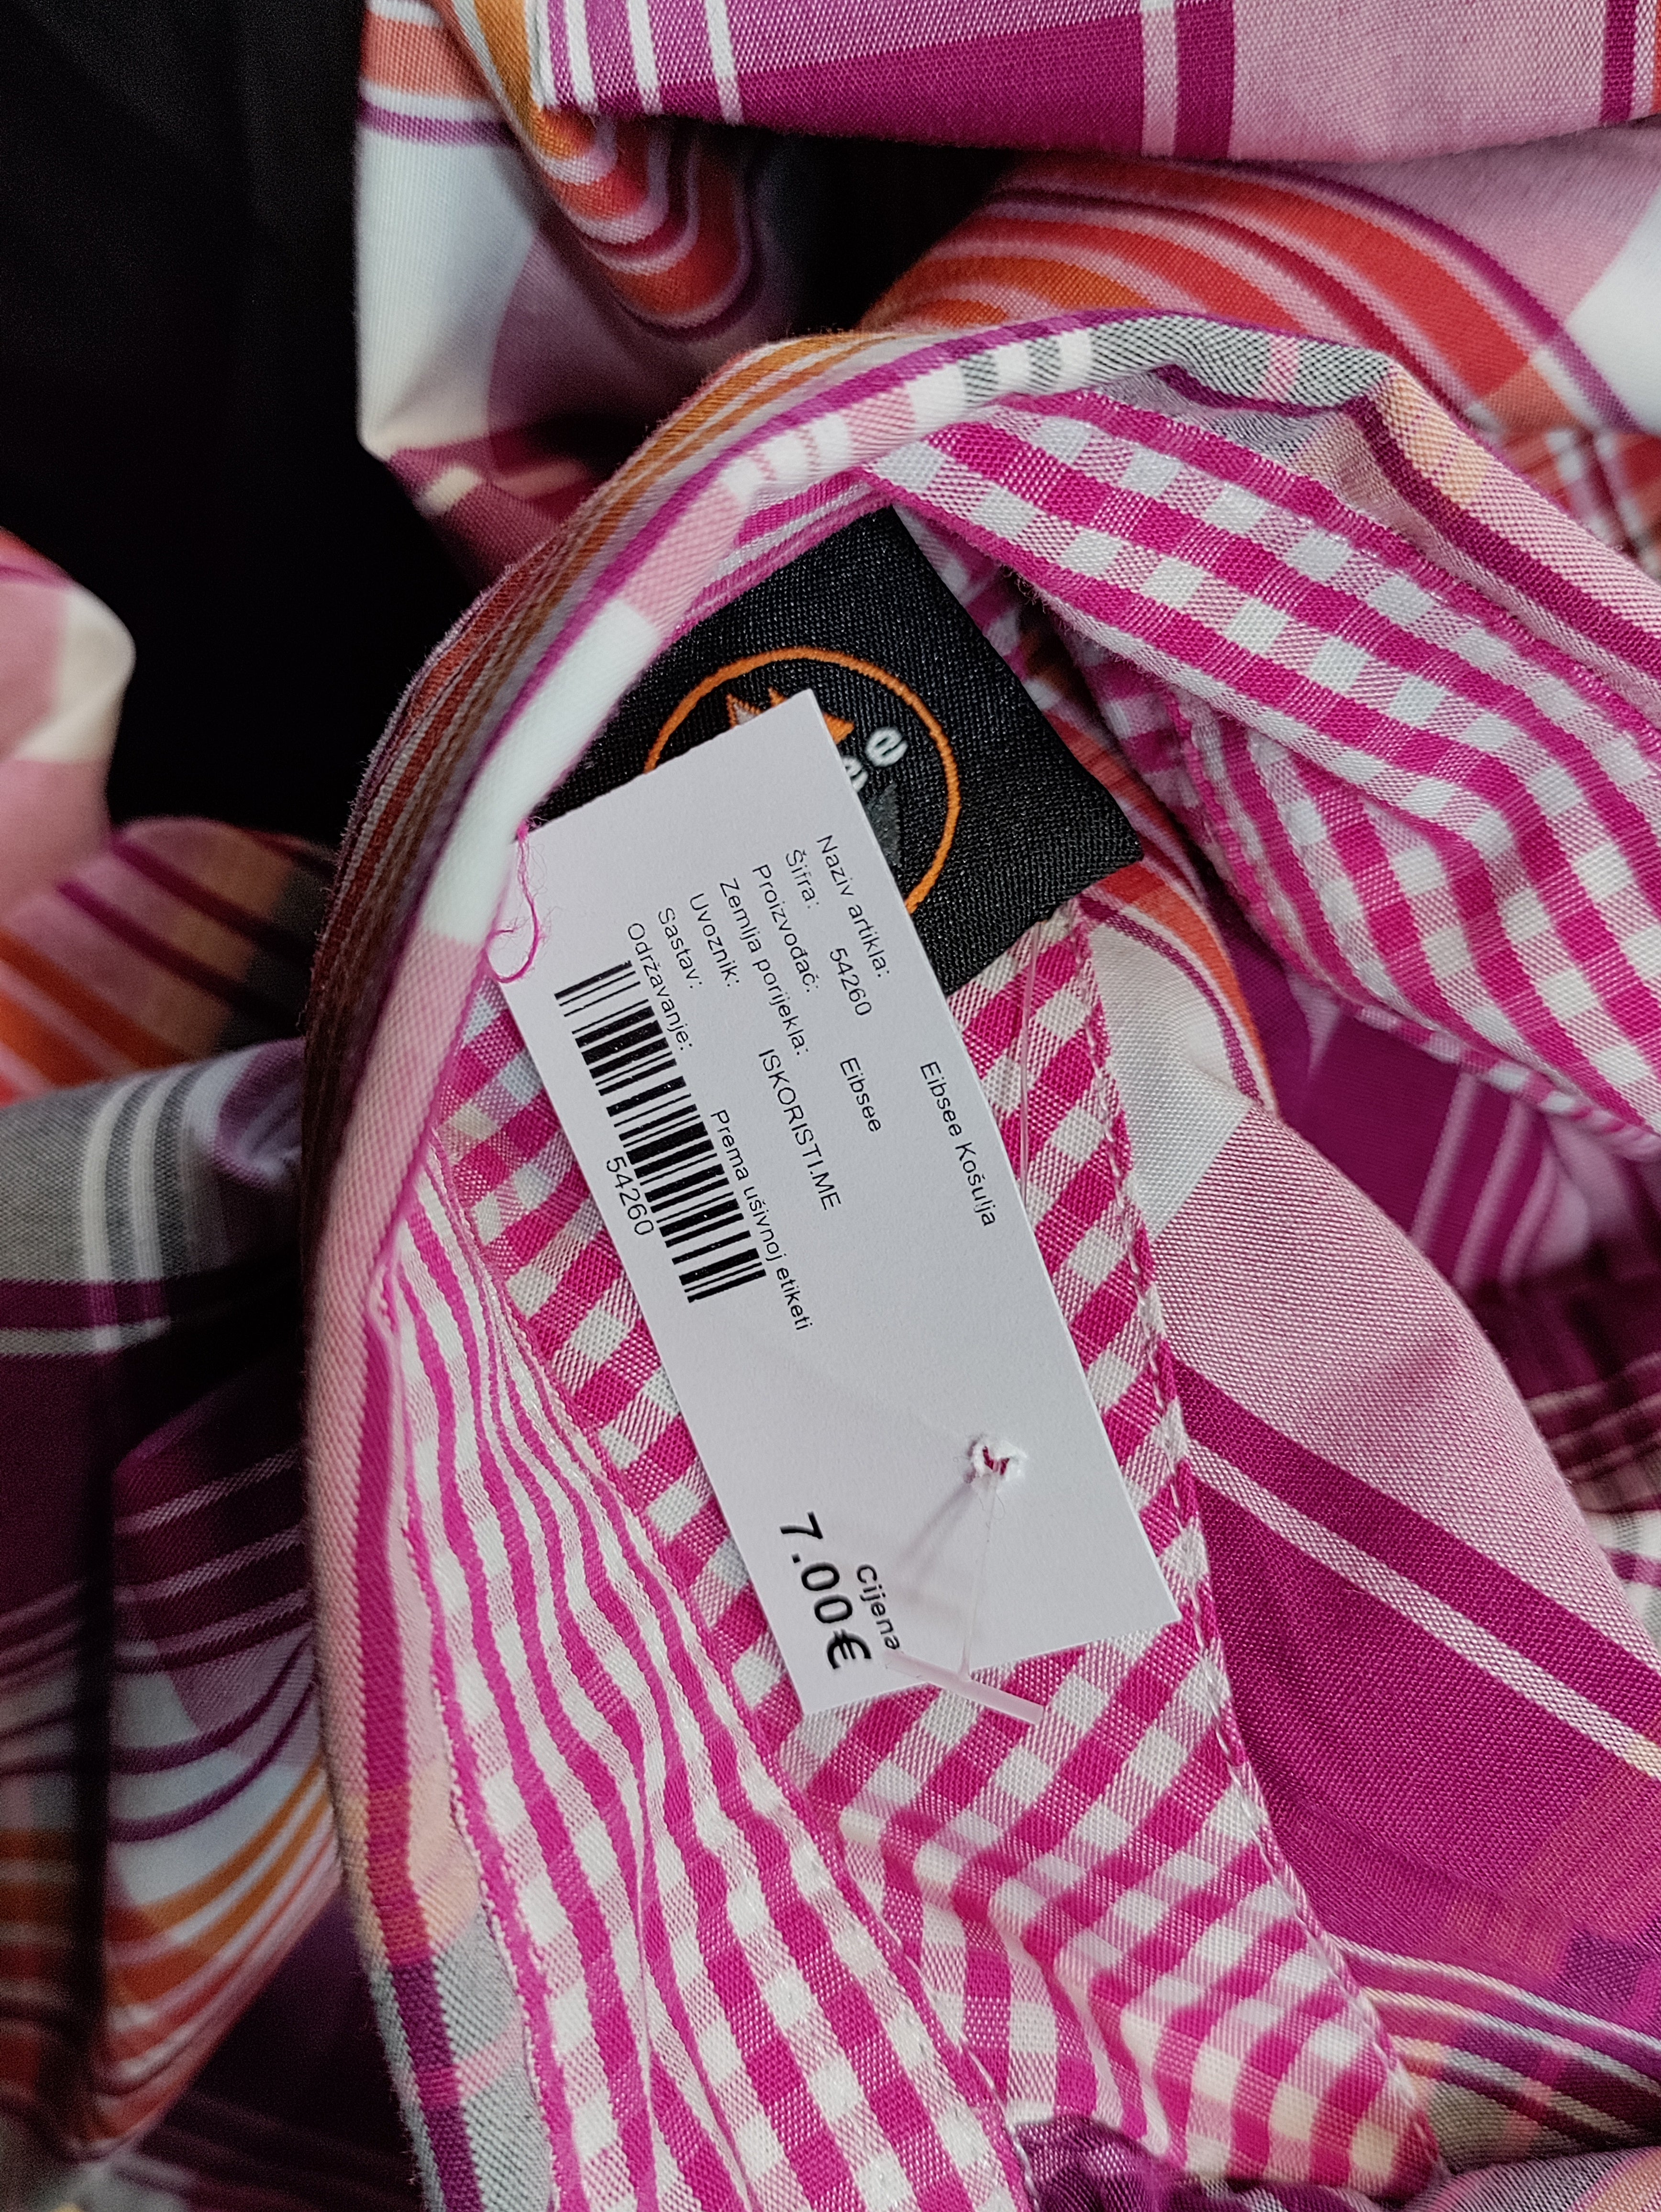 Naziv artikla: Eibsee Košulja
Šifra: 54260
Proizvođač: Eibsee
Zemlja porijekla:
Uvoznik: ISKORISTI.ME
Sastav:
Održavanje: Prema ušivnoj etiketi
54260
Cijena
7.00€